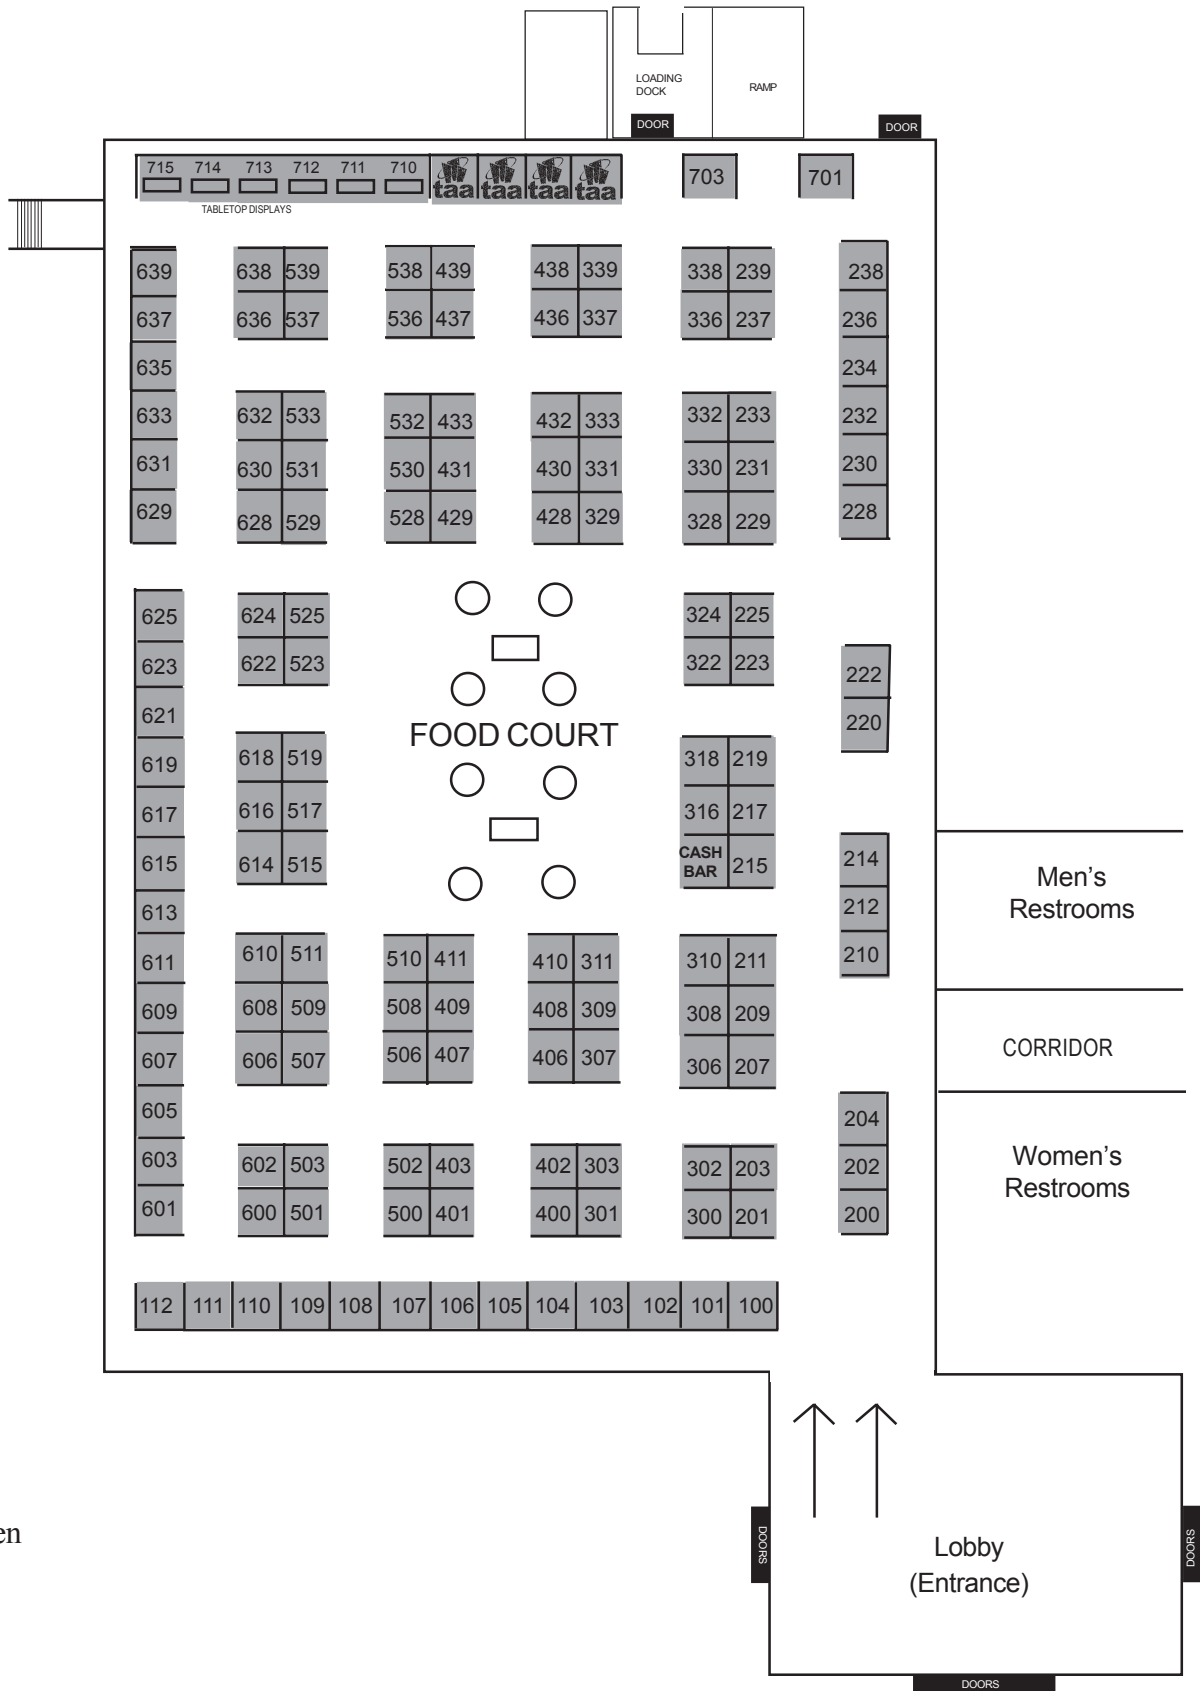 LOADING
DOCK
RAMP
DOOR
DOOR
715 714 713 712 711 710 taa taa taa taa 703 701
TABLETOP DISPLAYS
639 638 539 538 439 438 339 338 239 238
637 636 537 536 437 436 337 336 237 236
635 234
633 632 533 532 433 432 333 332 233 232
631 630 531 530 431 430 331 330 231 230
629 628 529 528 429 428 329 328 229 228
625 624 525 324 225
623 622 523 322 223 222
621 220
FOOD COURT
619 618 519 318 219
617 616 517 316 217
615 614 515 CASH
BAR 215 214
613 212
Men's
Restrooms
611 610 511 510 411 410 311 310 211 210
609 608 509 508 409 408 309 308 209
607 606 507 506 407 406 307 306 207
CORRIDOR
605 204
603 602 503 502 403 402 303 302 203 202
601 600 501 500 401 400 301 300 201 200
Women's
Restrooms
112 111 110 109 108 107 106 105 104 103 102 101 100
en
DOORS
Lobby
(Entrance)
DOORS
DOORS